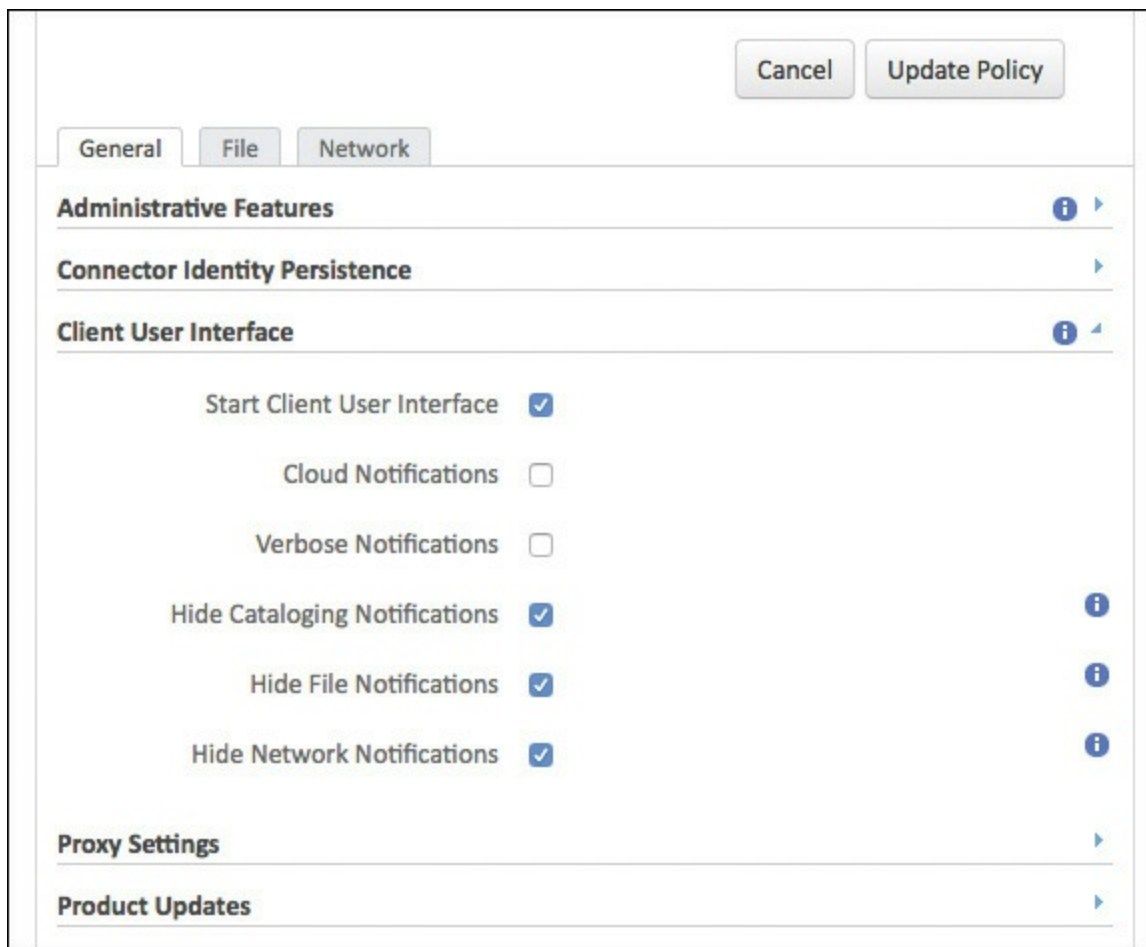 Cancel Update Policy
General File Network
Administrative Features
Connector Identity Persistence
Client User Interface
Start Client User Interface
Cloud Notifications
Verbose Notifications
Hide Cataloging Notifications
Hide File Notifications
Hide Network Notifications
Proxy Settings
Product Updates